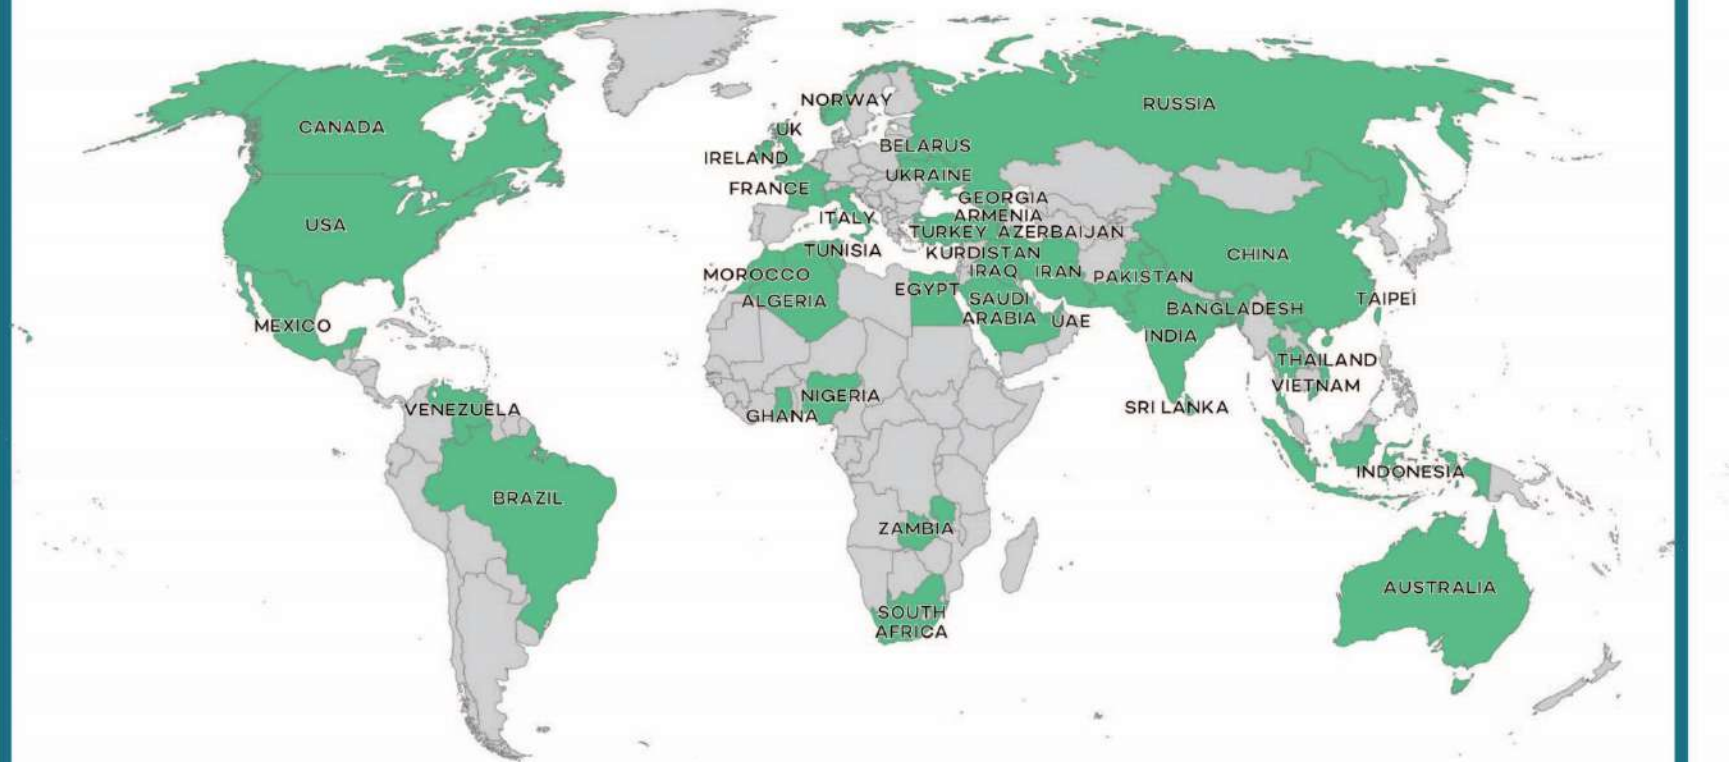 NORWAY
RUSSIA
CANADA
UK
BELARUS
IRELAND
UKRAINE
FRANCE
GEORGIA
ITALY
ARMENIA
USA
TURKEY AZERBAIJAN
TUNISIA
KURDISTAN
CHINA
MOROCCO
IRAQ IRAN PAKISTAN
ALGERIA
EGYPT
SAUDI
ARABIA
UAE
BANGLADESH
TAIPEI
MEXICO
INDIA
THAILAND
VIETNAM
NIGERIA
VENEZUELA
GHANA
SRI LANKA
INDONESIA
BRAZIL
ZAMBIA
AUSTRALIA
SOUTH
AFRICA